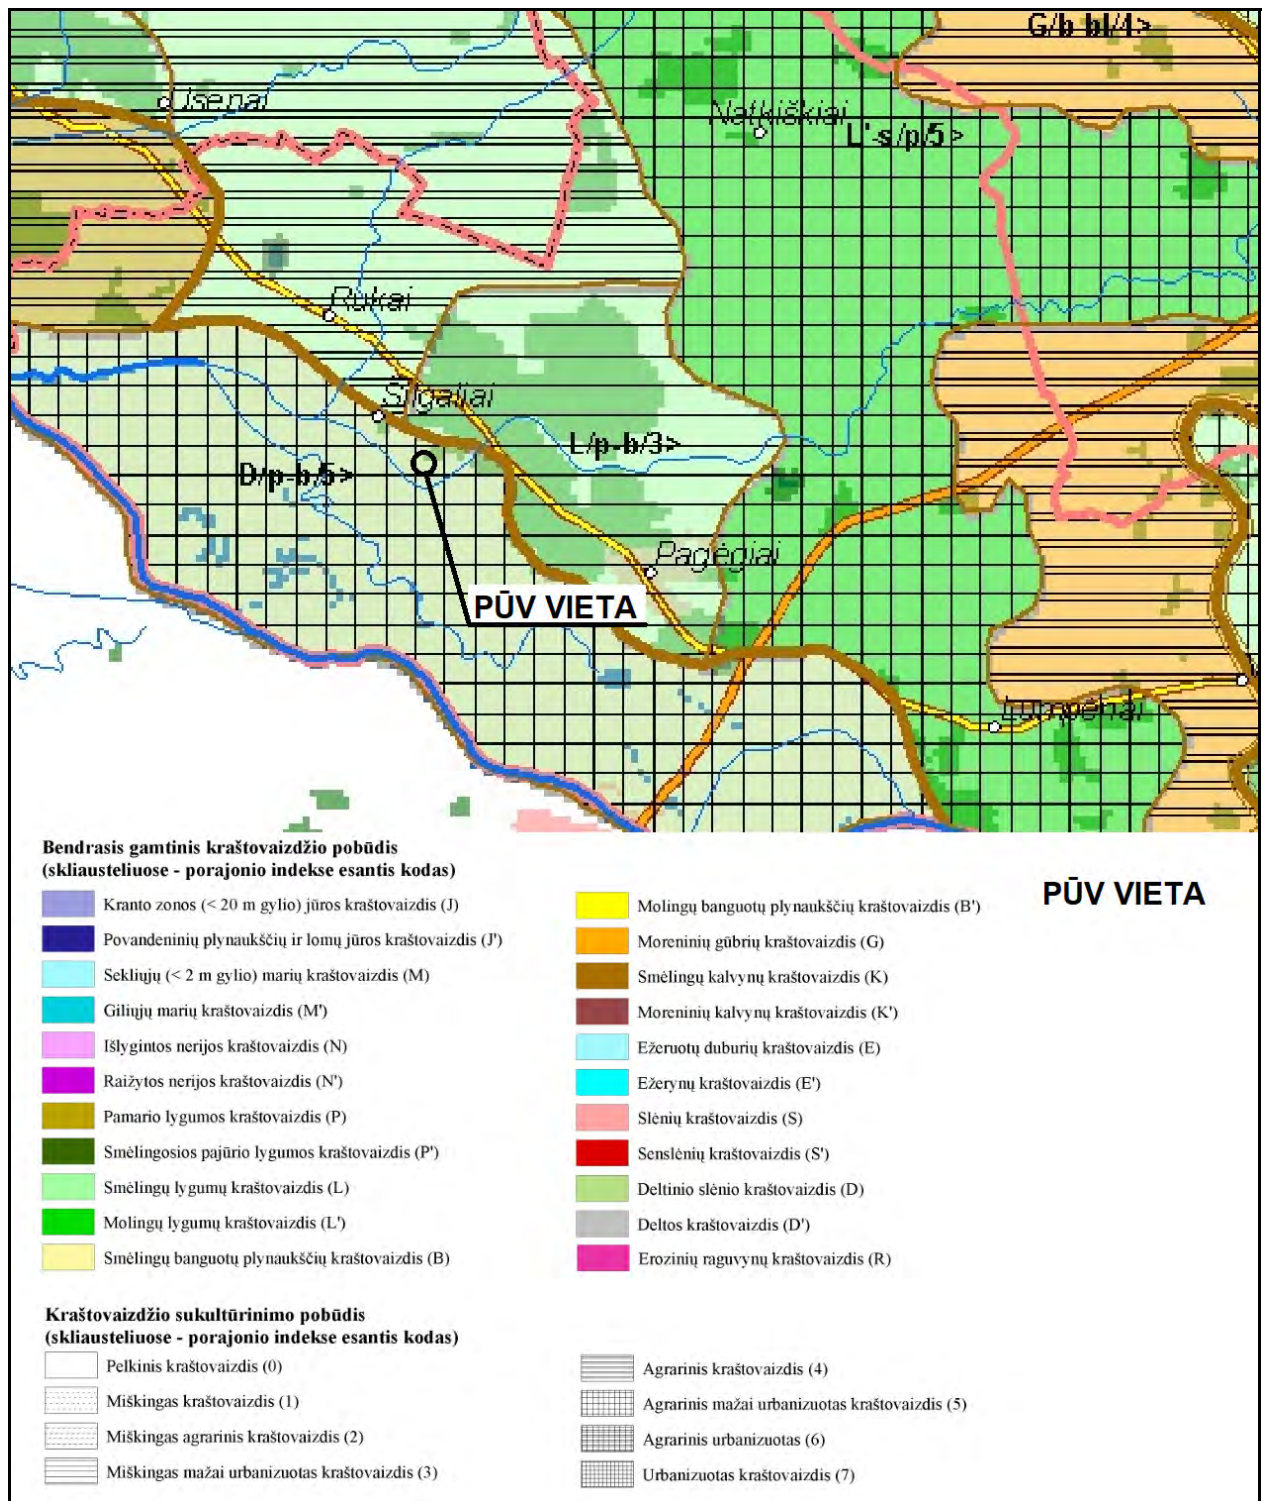 G/b-bl/4>
Usėnai
Natkiškiai
L'-s/p/5>
Rukai
Šilgaliai
L/p-b/3>
D/p-b/5>
Pagėgiai
PŪV VIETA
Lumpėnai
Bendrasis gamtinis kraštovaizdžio pobūdis
(skliausteliuose - porajonio indekse esantis kodas)
PŪV VIETA
Kranto zonos (< 20 m gylio) jūros kraštovaizdis (J)
Povandeninių plynaukščių ir lomų jūros kraštovaizdis (J')
Sekliųjų (< 2 m gylio) marių kraštovaizdis (M)
Giliųjų marių kraštovaizdis (M')
Išlygintos nerijos kraštovaizdis (N)
Raižytos nerijos kraštovaizdis (N')
Pamario lygumos kraštovaizdis (P)
Smėlingosios pajūrio lygumos kraštovaizdis (P')
Smėlingų lygumų kraštovaizdis (L)
Molingų lygumų kraštovaizdis (L')
Smėlingų banguotų plynaukščių kraštovaizdis (B)
Molingų banguotų plynaukščių kraštovaizdis (B')
Moreninių gūbrių kraštovaizdis (G)
Smėlingų kalvynų kraštovaizdis (K)
Moreninių kalvynų kraštovaizdis (K')
Ežeruotų duburių kraštovaizdis (E)
Ežerynų kraštovaizdis (E')
Slėnių kraštovaizdis (S)
Senslėnių kraštovaizdis (S')
Deltinio slėnio kraštovaizdis (D)
Deltos kraštovaizdis (D')
Erozinių raguvynų kraštovaizdis (R)
Kraštovaizdžio sukultūrinimo pobūdis
(skliausteliuose - porajonio indekse esantis kodas)
Pelkinis kraštovaizdis (0)
Miškingas kraštovaizdis (1)
Miškingas agrarinis kraštovaizdis (2)
Miškingas mažai urbanizuotas kraštovaizdis (3)
Agrarinis kraštovaizdis (4)
Agrarinis mažai urbanizuotas kraštovaizdis (5)
Agrarinis urbanizuotas (6)
Urbanizuotas kraštovaizdis (7)